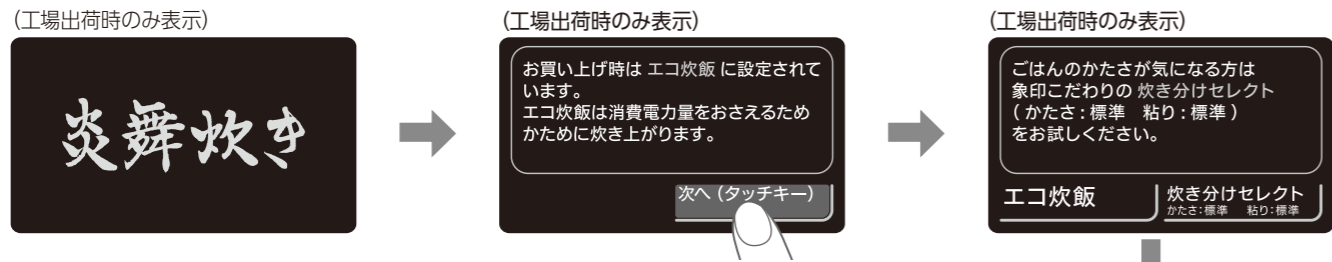 (工場出荷時のみ表示)
炎舞炊き
(工場出荷時のみ表示)
お買い上げ時は エコ炊飯 に設定されて
います。
エコ炊飯は消費電力量をおさえるため
かために炊き上がります。
次へ（タッチキー）
(工場出荷時のみ表示)
ごはんのかたさが気になる方は
象印こだわりの 炊き分けセレクト
（かたさ：標準　粘り：標準）
をお試しください。
エコ炊飯
炊き分けセレクト
かたさ：標準　粘り：標準